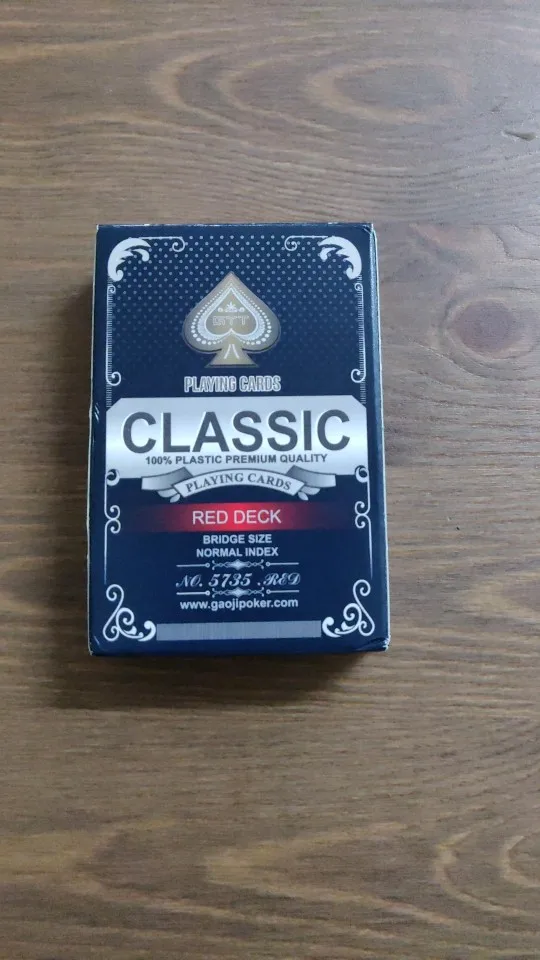 GYT
PLAYING CARDS
CLASSIC
100% PLASTIC PREMIUM QUALITY
PLAYING CARDS
RED DECK
BRIDGE SIZE
NORMAL INDEX
NO. 5735 .RED
www.gaojipoker.com